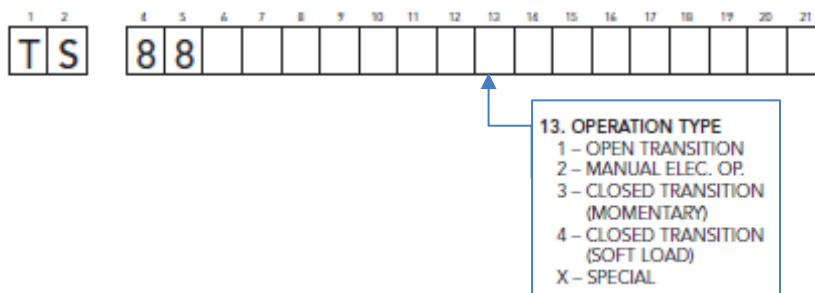 1 2 4 5 6 7 8 9 10 11 12 13 14 15 16 17 18 19 20 21
T S 8 8
13. OPERATION TYPE
1 – OPEN TRANSITION
2 – MANUAL ELEC. OP.
3 – CLOSED TRANSITION
(MOMENTARY)
4 – CLOSED TRANSITION
(SOFT LOAD)
X – SPECIAL